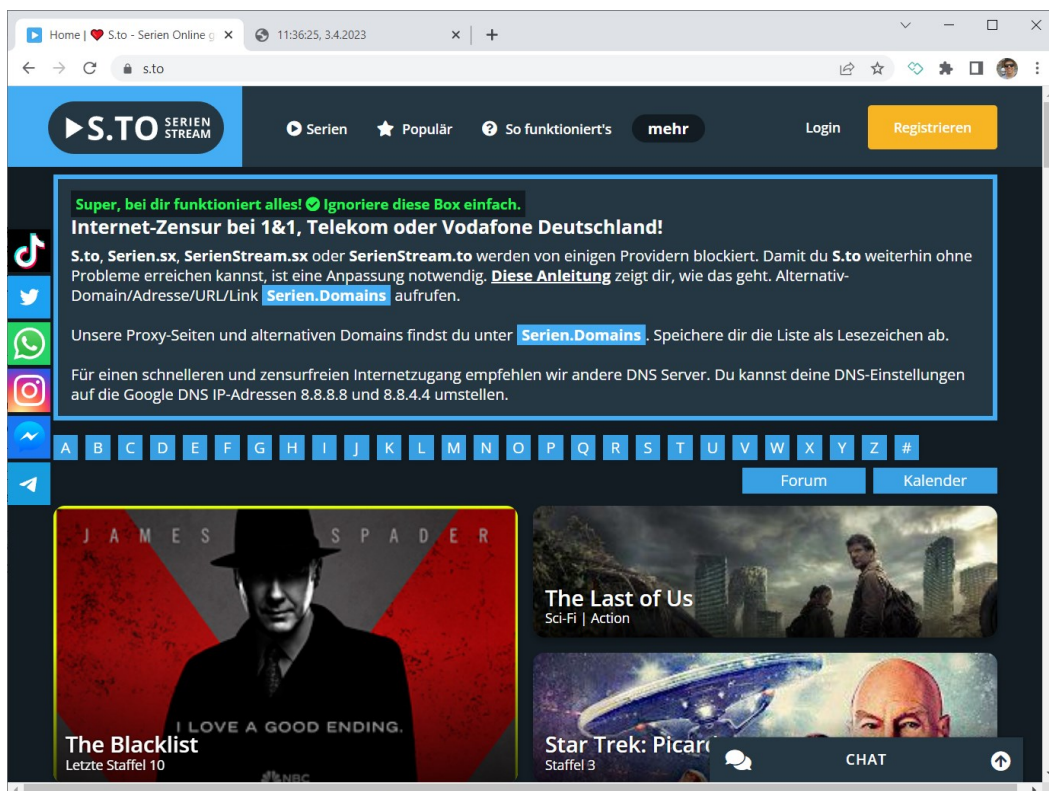 Home | ❤ S.to - Serien Online g
11:36:25, 3.4.2023
s.to
S.TO SERIEN STREAM
Serien
Populär
So funktioniert's
mehr
Login
Registrieren
Super, bei dir funktioniert alles! Ignoriere diese Box einfach.
Internet-Zensur bei 1&1, Telekom oder Vodafone Deutschland!
S.to, Serien.sx, SerienStream.sx oder SerienStream.to werden von einigen Providern blockiert. Damit du S.to weiterhin ohne
Probleme erreichen kannst, ist eine Anpassung notwendig. Diese Anleitung zeigt dir, wie das geht. Alternativ-
Domain/Adresse/URL/Link Serien.Domains aufrufen.
Unsere Proxy-Seiten und alternativen Domains findst du unter Serien.Domains. Speichere dir die Liste als Lesezeichen ab.
Für einen schnelleren und zensurfreien Internetzugang empfehlen wir andere DNS Server. Du kannst deine DNS-Einstellungen
auf die Google DNS IP-Adressen 8.8.8.8 und 8.8.4.4 umstellen.
A B C D E F G H I J K L M N O P Q R S T U V W X Y Z #
Forum
Kalender
JAMES SPADER
I LOVE A GOOD ENDING.
The Blacklist
Letzte Staffel 10
NBC
The Last of Us
Sci-Fi | Action
Star Trek: Picard
Staffel 3
CHAT